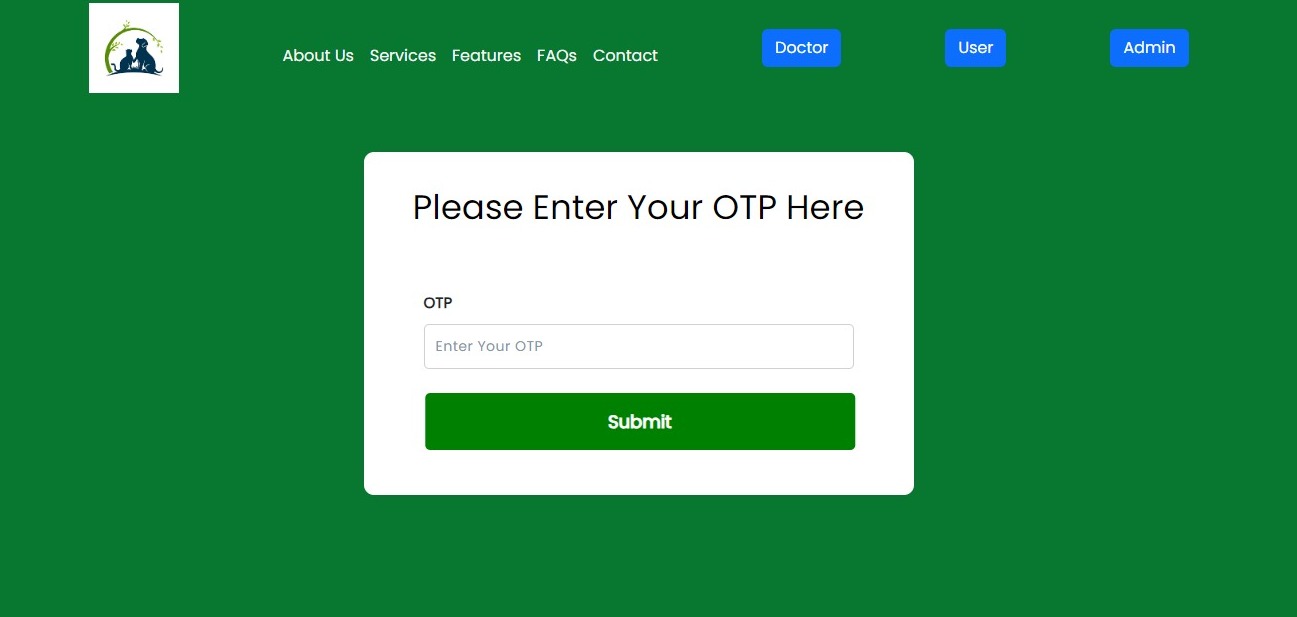 About Us Services Features FAQs Contact Doctor User Admin
Please Enter Your OTP Here
OTP
Enter Your OTP
Submit